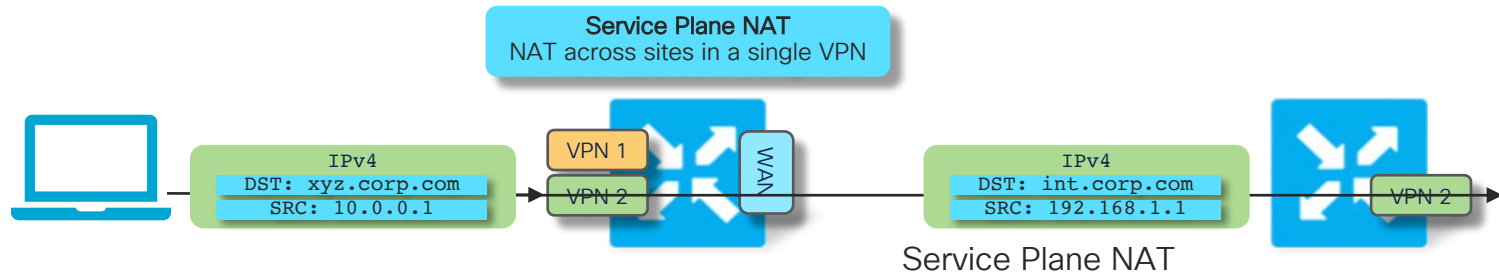 Service Plane NAT
NAT across sites in a single VPN
IPv4
DST: xyz.corp.com
SRC: 10.0.0.1
VPN 1
VPN 2
WAN
IPv4
DST: int.corp.com
SRC: 192.168.1.1
VPN 2
Service Plane NAT